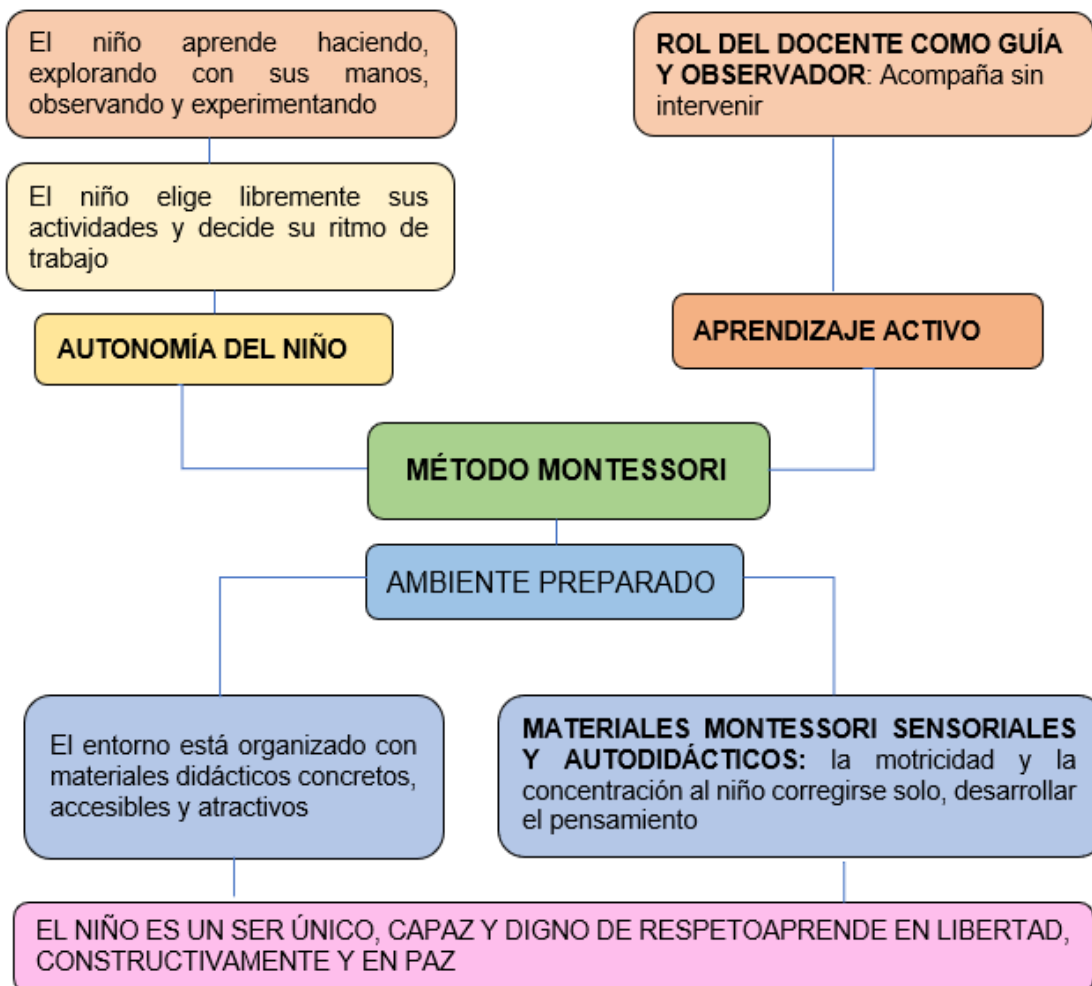 El niño aprende haciendo,
explorando con sus manos,
observando y experimentando
ROL DEL DOCENTE COMO GUÍA
Y OBSERVADOR: Acompaña sin
intervenir
El niño elige libremente sus
actividades y decide su ritmo de
trabajo
AUTONOMÍA DEL NIÑO
APRENDIZAJE ACTIVO
MÉTODO MONTESSORI
AMBIENTE PREPARADO
El entorno está organizado con
materiales didácticos concretos,
accesibles y atractivos
MATERIALES MONTESSORI SENSORIALES
Y AUTODIDÁCTICOS: la motricidad y la
concentración al niño corregirse solo, desarrollar
el pensamiento
EL NIÑO ES UN SER ÚNICO, CAPAZ Y DIGNO DE RESPETOAPRENDE EN LIBERTAD,
CONSTRUCTIVAMENTE Y EN PAZ